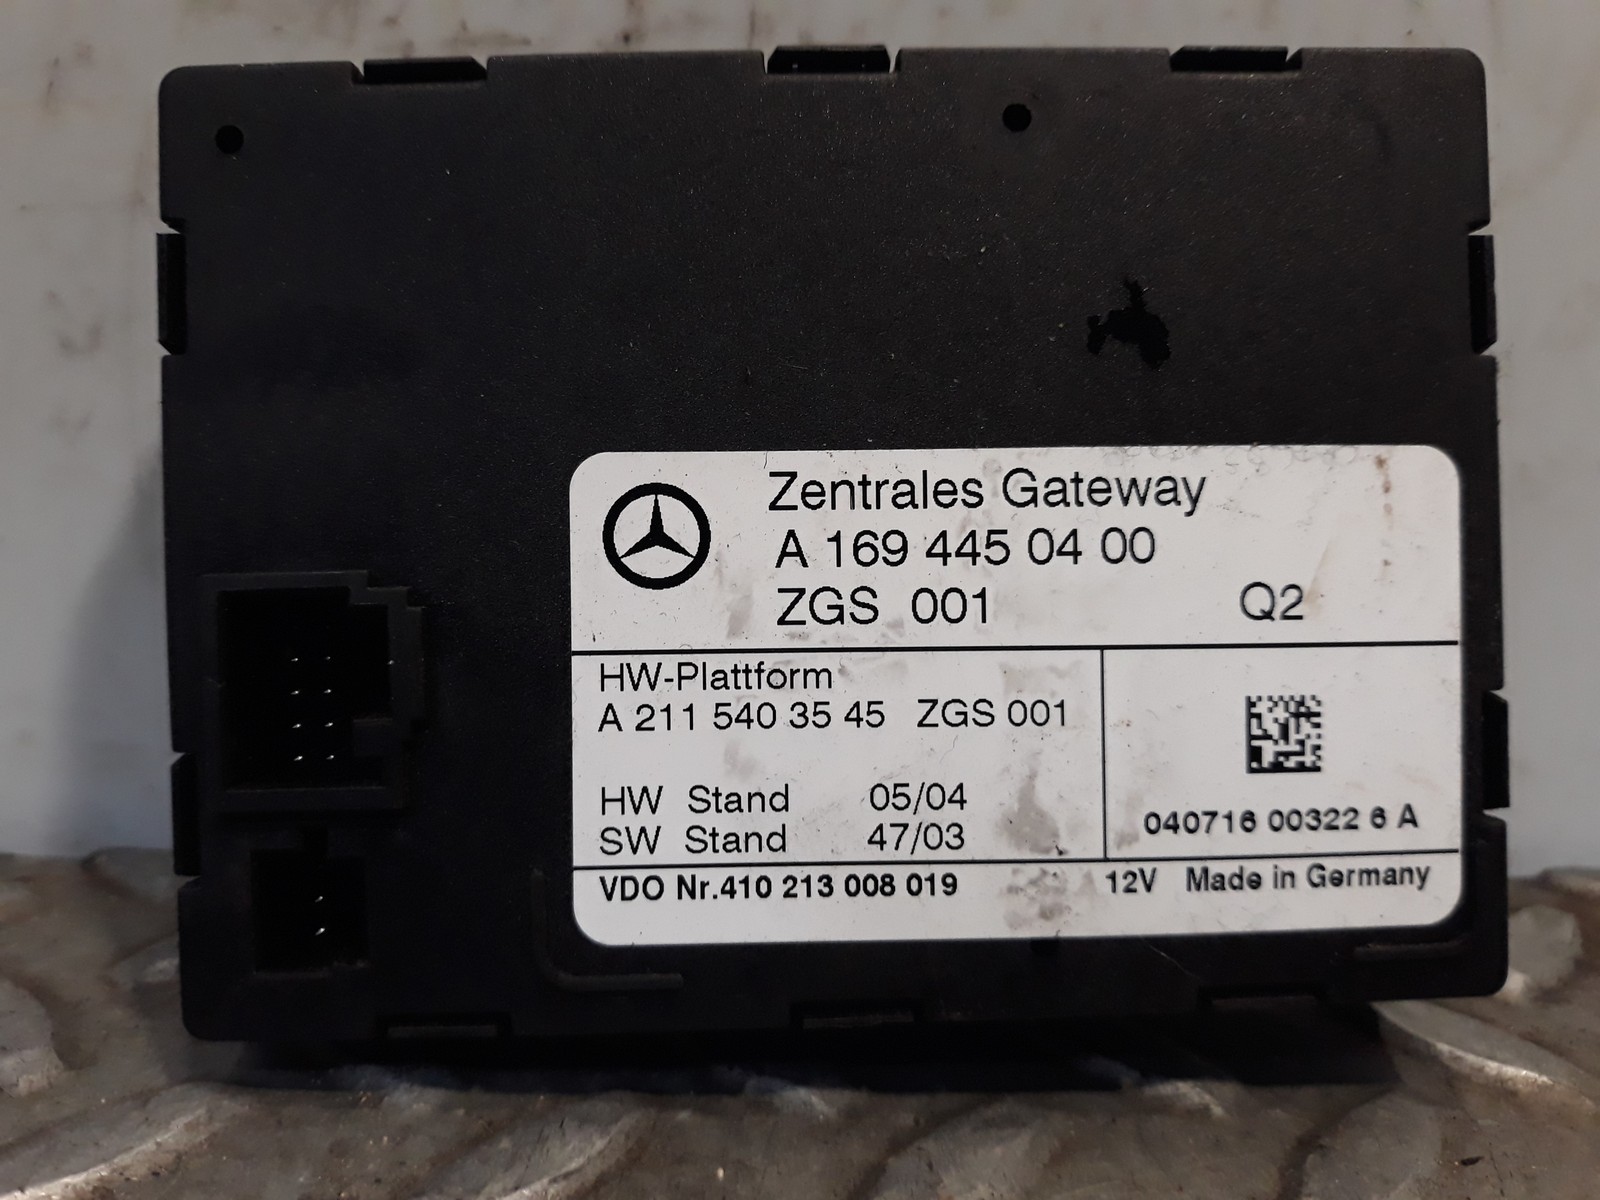 Zentrales Gateway
A 169 445 04 00
ZGS 001 Q2
HW-Plattform
A 211 540 35 45 ZGS 001
HW Stand 05/04
SW Stand 47/03
040716 00322 6 A
VDO Nr.410 213 008 019 12V Made in Germany